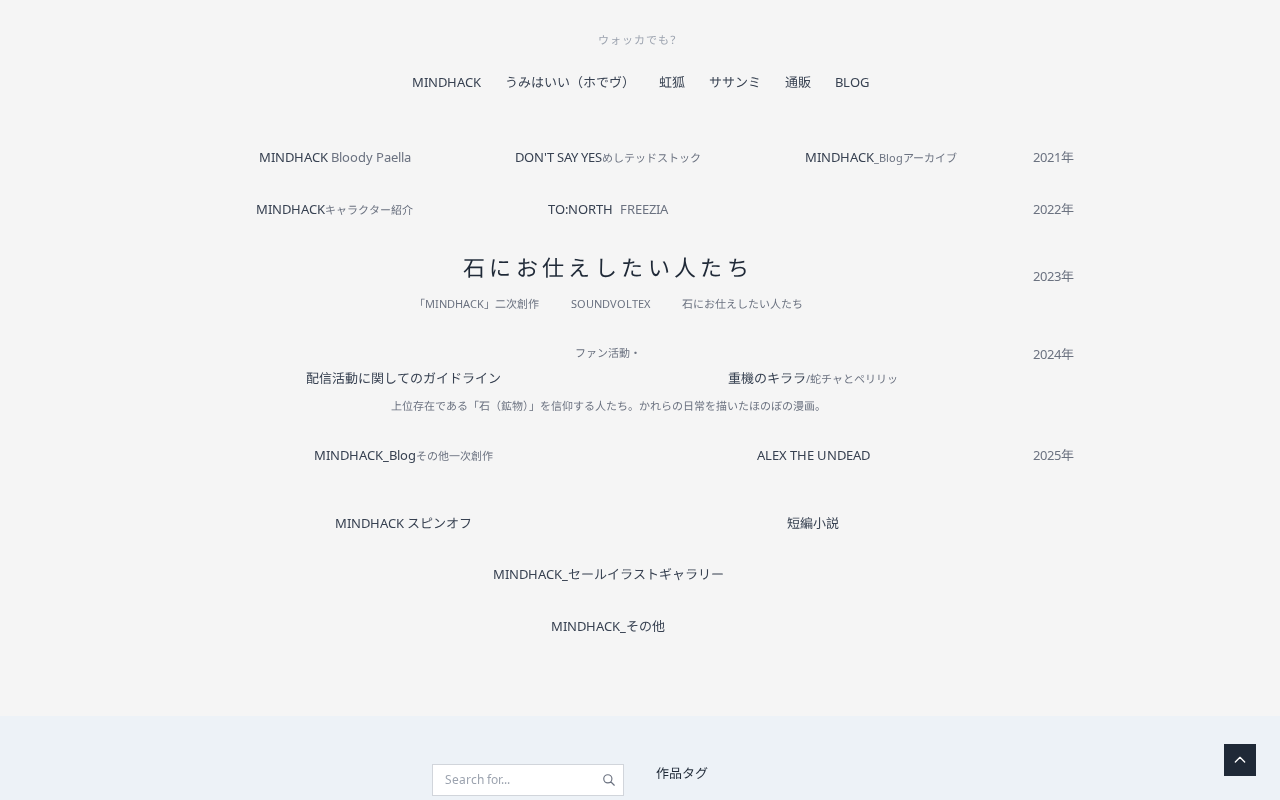 ウォッカでも?
MINDHACK うみはいい（ホでヴ） 虹狐 ササンミ 通販 BLOG
MINDHACK Bloody Paella DON'T SAY YESめしテッドストック MINDHACK_Blogアーカイブ 2021年
MINDHACKキャラクター紹介 TO:NORTH FREEZIA 2022年
石にお仕えしたい人たち 2023年
「MINDHACK」二次創作 SOUNDVOLTEX 石にお仕えしたい人たち
ファン活動・ 2024年
配信活動に関してのガイドライン 重機のキララ/蛇チャとペリリッ
上位存在である「石（鉱物）」を信仰する人たち。かれらの日常を描いたほのぼの漫画。
MINDHACK_Blogその他一次創作 ALEX THE UNDEAD 2025年
MINDHACK スピンオフ 短編小説
MINDHACK_セールイラストギャラリー
MINDHACK_その他
Search for... 作品タグ